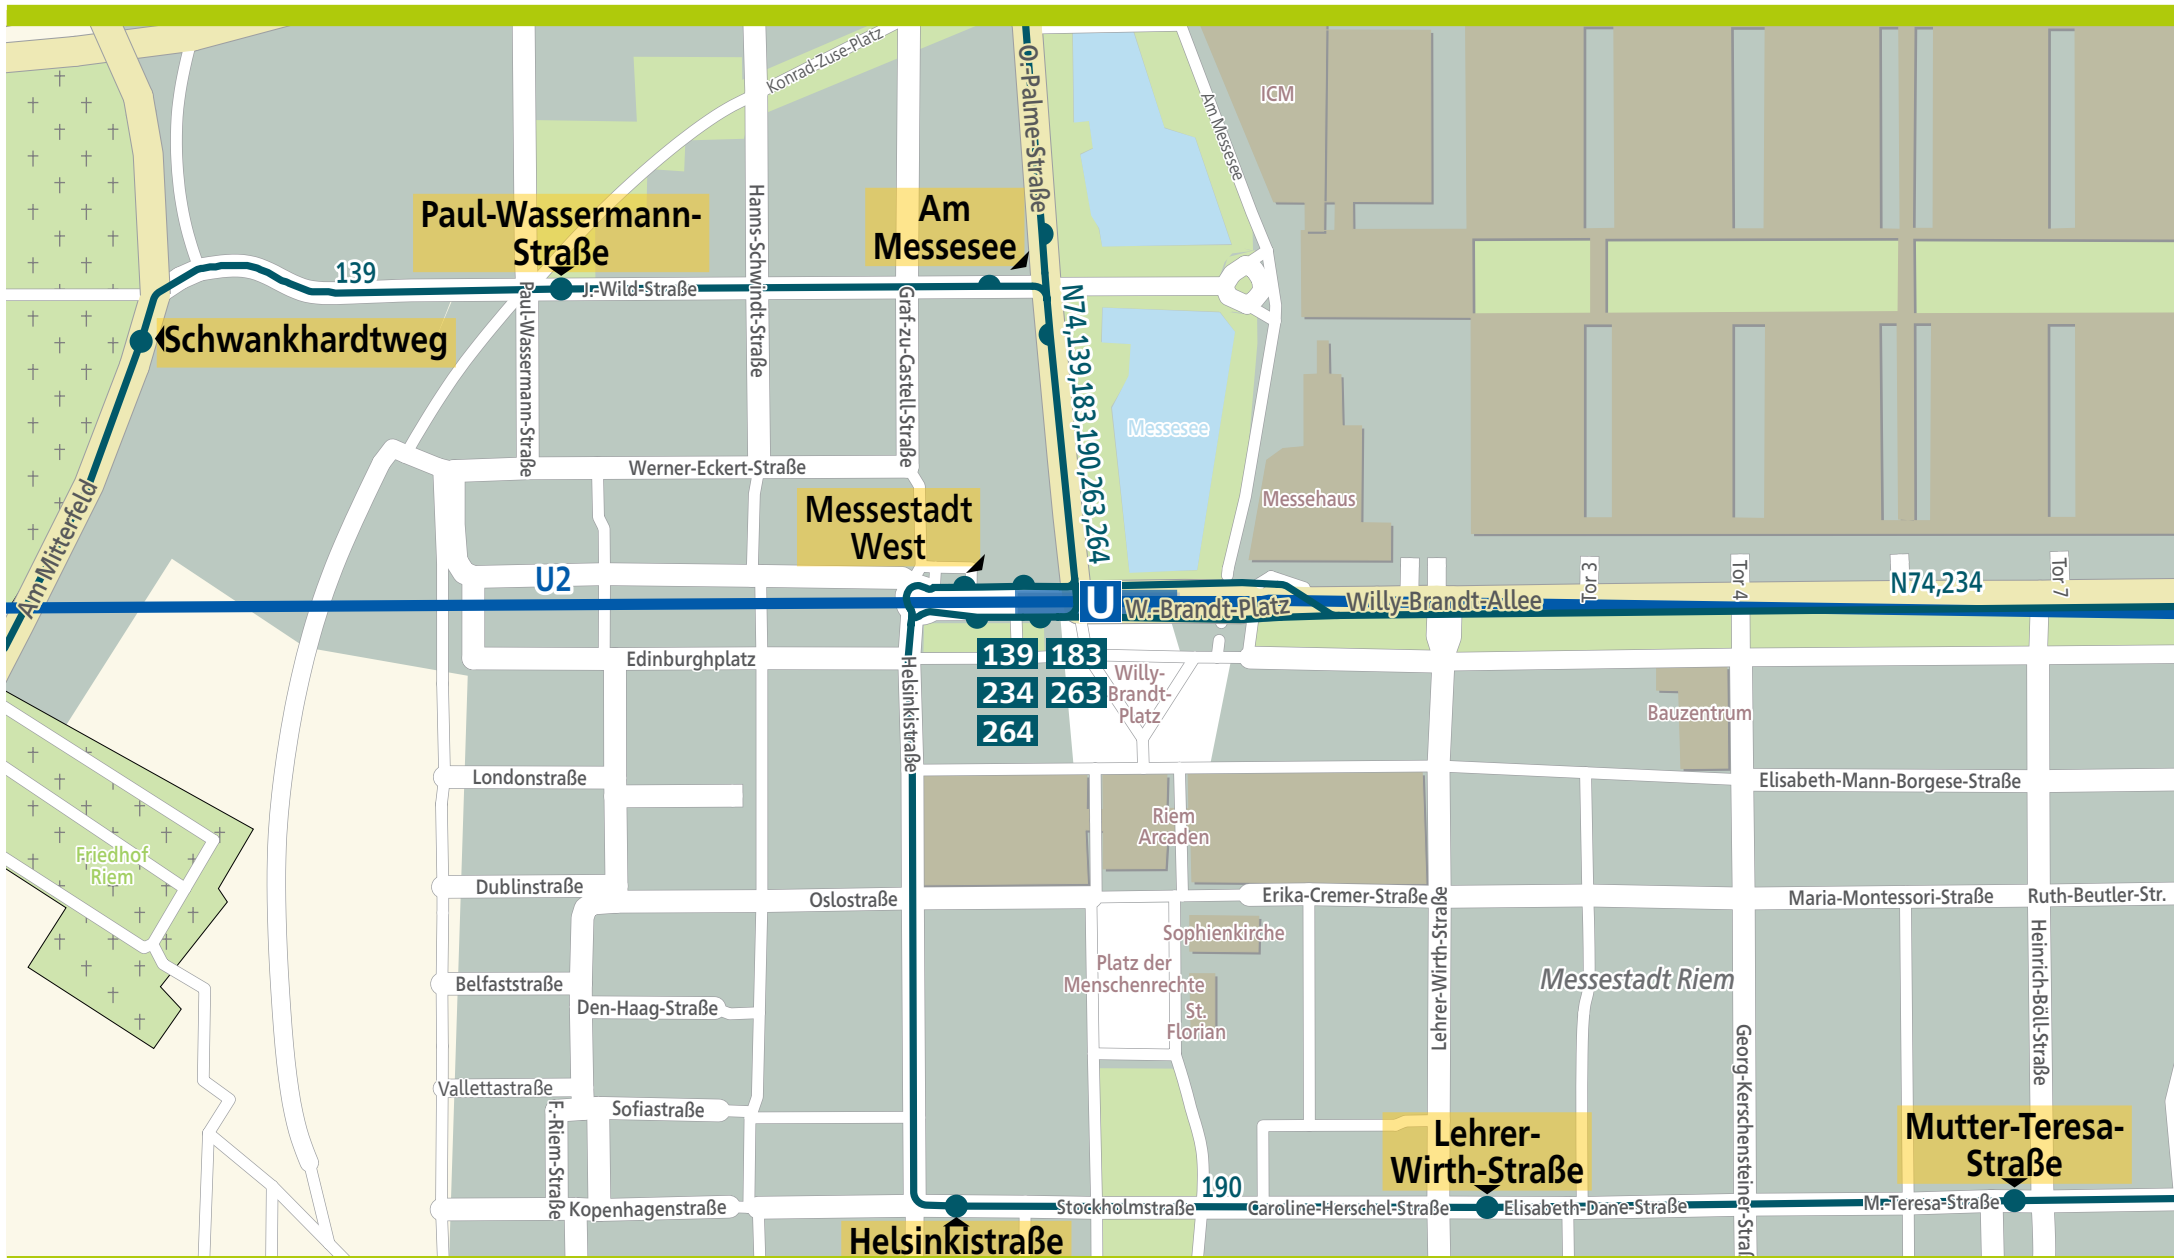 Konrad-Zuse-Platz
O.-Palme-Straße
Am Messesee
ICM
Paul-Wassermann-
Straße
Am
Messesee
Hanns-Schwindt-Straße
139
J.-Wild-Straße
Schwankhardtweg
Paul-Wassermann-Straße
Graf-zu-Castell-Straße
N74,139,183,190,263,264
Messesee
Werner-Eckert-Straße
Messehaus
Messestadt
West
Am-Mitterfeld
U2
U
W.-Brandt-Platz
Willy-Brandt-Allee
Tor 3
Tor 4
N74,234
Tor 7
139 183
234 263
264
Edinburghplatz
Helsinkistraße
Willy-
Brandt-
Platz
Bauzentrum
Londonstraße
Elisabeth-Mann-Borgese-Straße
Riem
Arcaden
Friedhof
Riem
Dublinstraße
Oslostraße
Erika-Cremer-Straße
Lehrer-Wirth-Straße
Maria-Montessori-Straße
Ruth-Beutler-Str.
Sophienkirche
Platz der
Menschenrechte
St.
Florian
Messestadt Riem
Heinrich-Böll-Straße
Belfaststraße
Den-Haag-Straße
Georg-Kerschensteiner-Straß
Vallettastraße
Sofiastraße
F.-Riem-Straße
Kopenhagenstraße
Lehrer-
Wirth-Straße
Mutter-Teresa-
Straße
190
Stockholmstraße
Caroline-Herschel-Straße
Elisabeth-Dane-Straße
M.-Teresa-Straße
Helsinkistraße